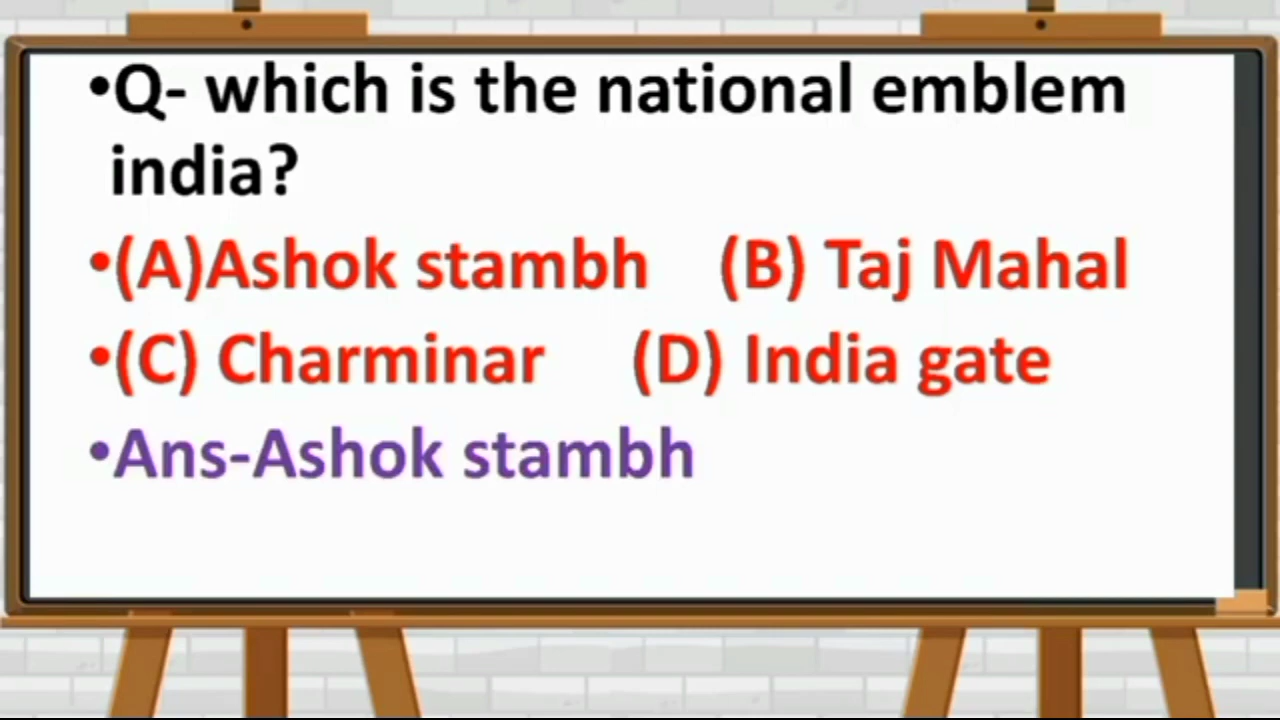 •Q- which is the national emblem
india?
•(A)Ashok stambh (B) Taj Mahal
•(C) Charminar (D) India gate
•Ans-Ashok stambh